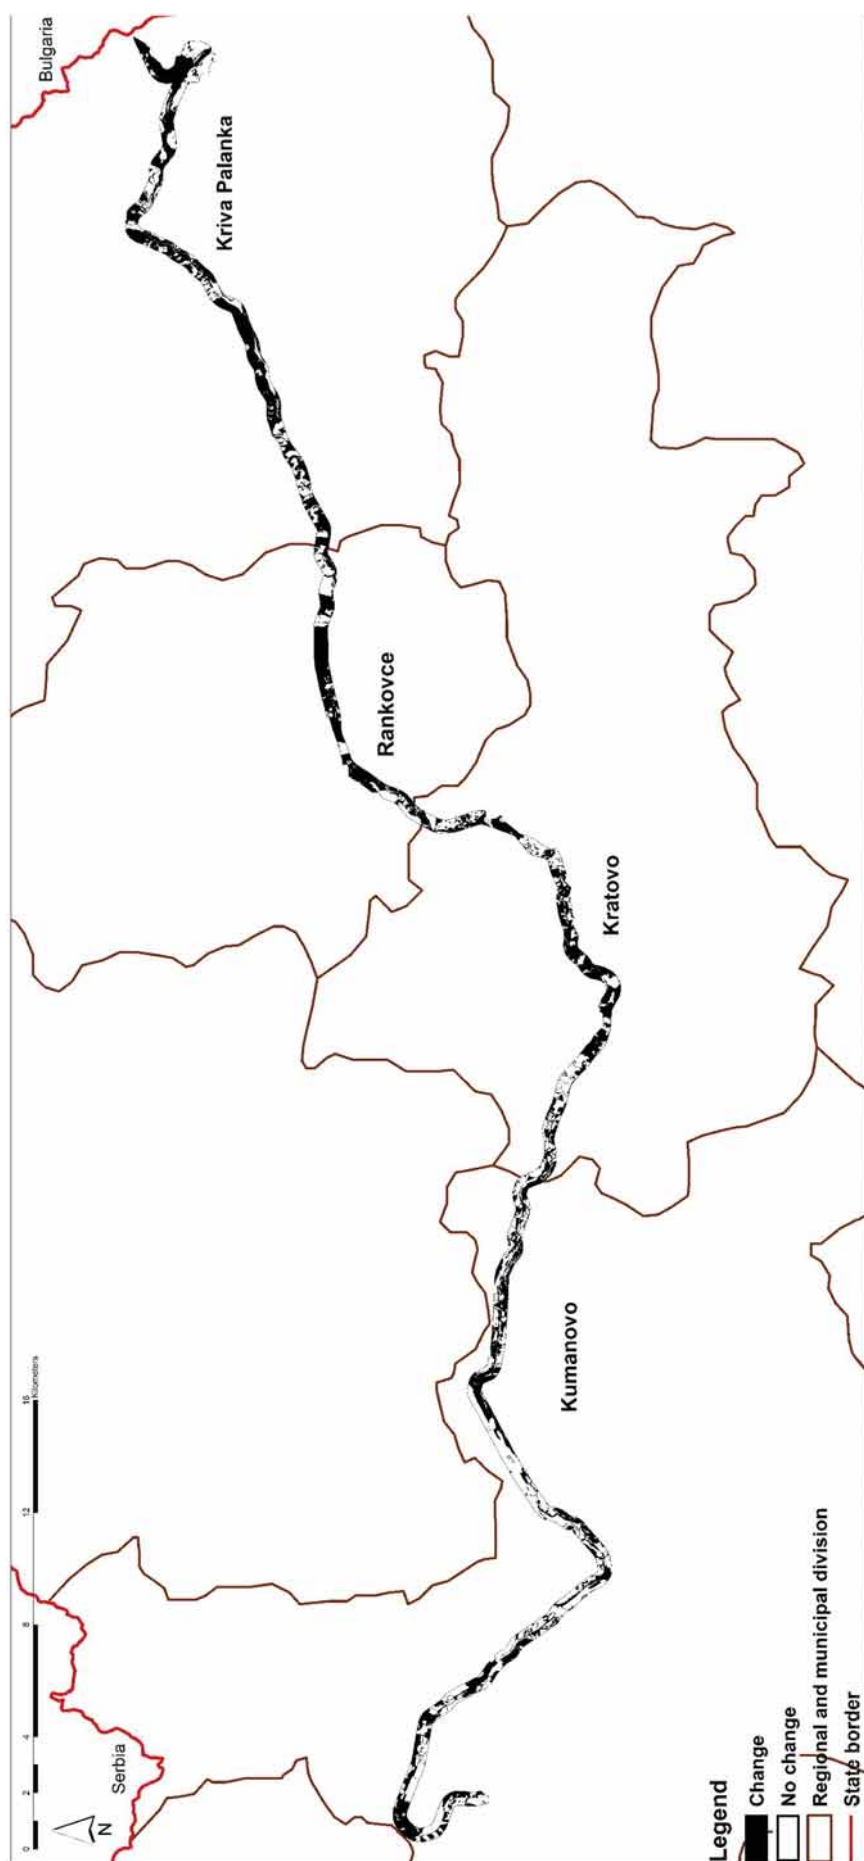 Bulgaria
Kriva Palanka
Rankovce
Kratovo
Kumanovo
Serbia
N
0 2 4 8 12 16
Kilometers
Legend
Change
No change
Regional and municipal division
State border